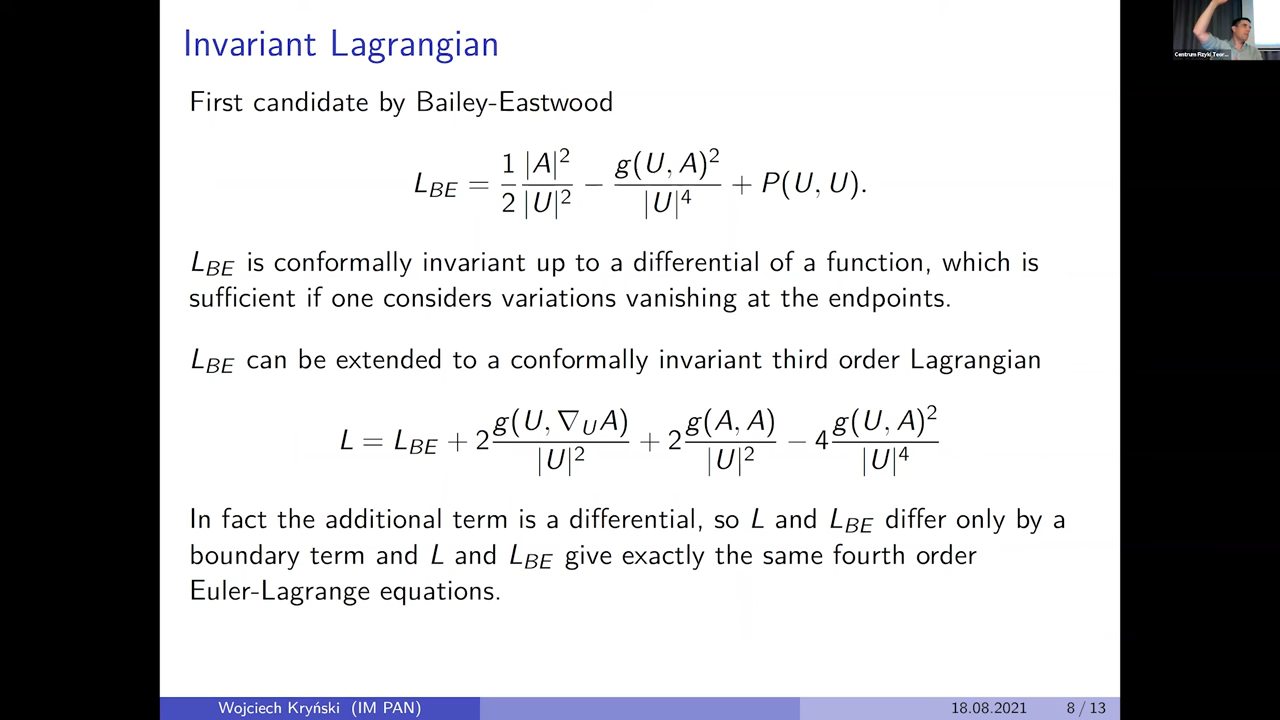 Invariant Lagrangian
First candidate by Bailey-Eastwood
L_{BE} = \frac{1}{2} \frac{|A|^2}{|U|^2} - \frac{g(U, A)^2}{|U|^4} + P(U, U).
L_{BE} is conformally invariant up to a differential of a function, which is
sufficient if one considers variations vanishing at the endpoints.
L_{BE} can be extended to a conformally invariant third order Lagrangian
L = L_{BE} + 2 \frac{g(U, \nabla_U A)}{|U|^2} + 2 \frac{g(A, A)}{|U|^2} - 4 \frac{g(U, A)^2}{|U|^4}
In fact the additional term is a differential, so L and L_{BE} differ only by a
boundary term and L and L_{BE} give exactly the same fourth order
Euler-Lagrange equations.
Wojciech Kryński (IM PAN)
18.08.2021
8 / 13
Centrum Fizyki Teor...